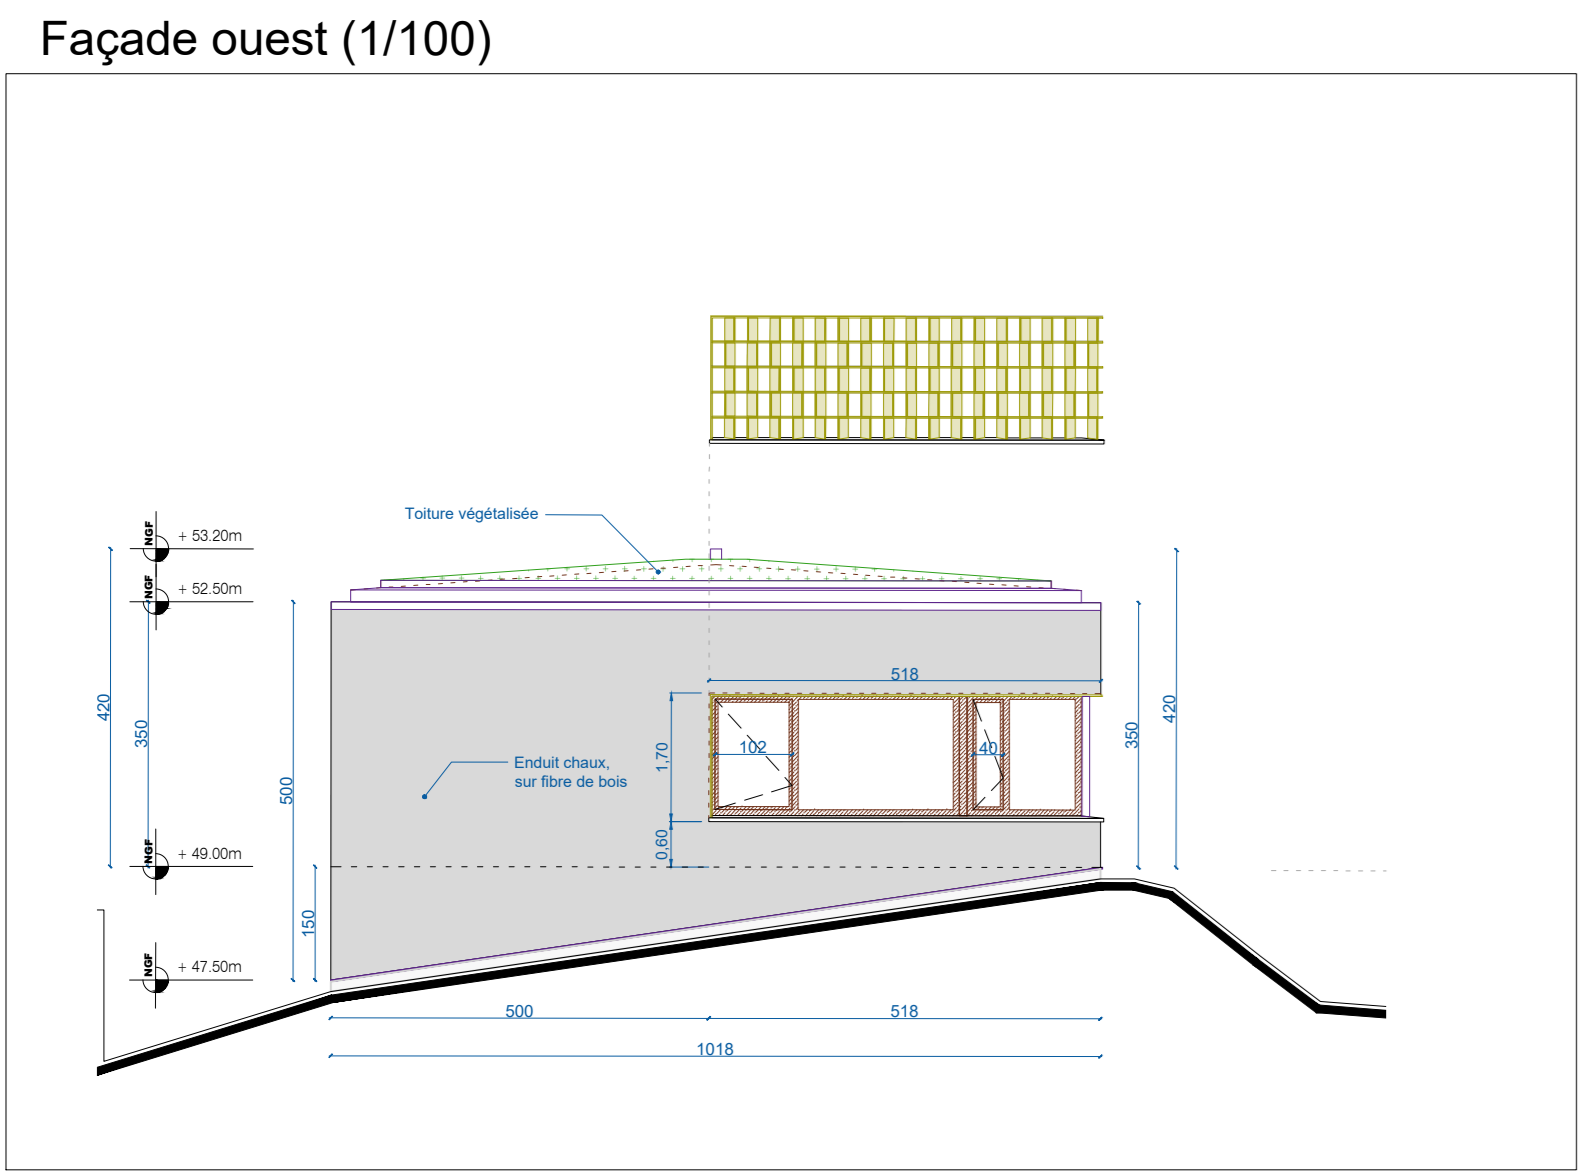 Façade ouest (1/100)
Toiture végétalisée
NGF + 53.20m
NGF + 52.50m
518
420
350
500
1,70
102
40
350
420
Enduit chaux,
sur fibre de bois
0,60
NGF + 49.00m
150
NGF + 47.50m
500
518
1018